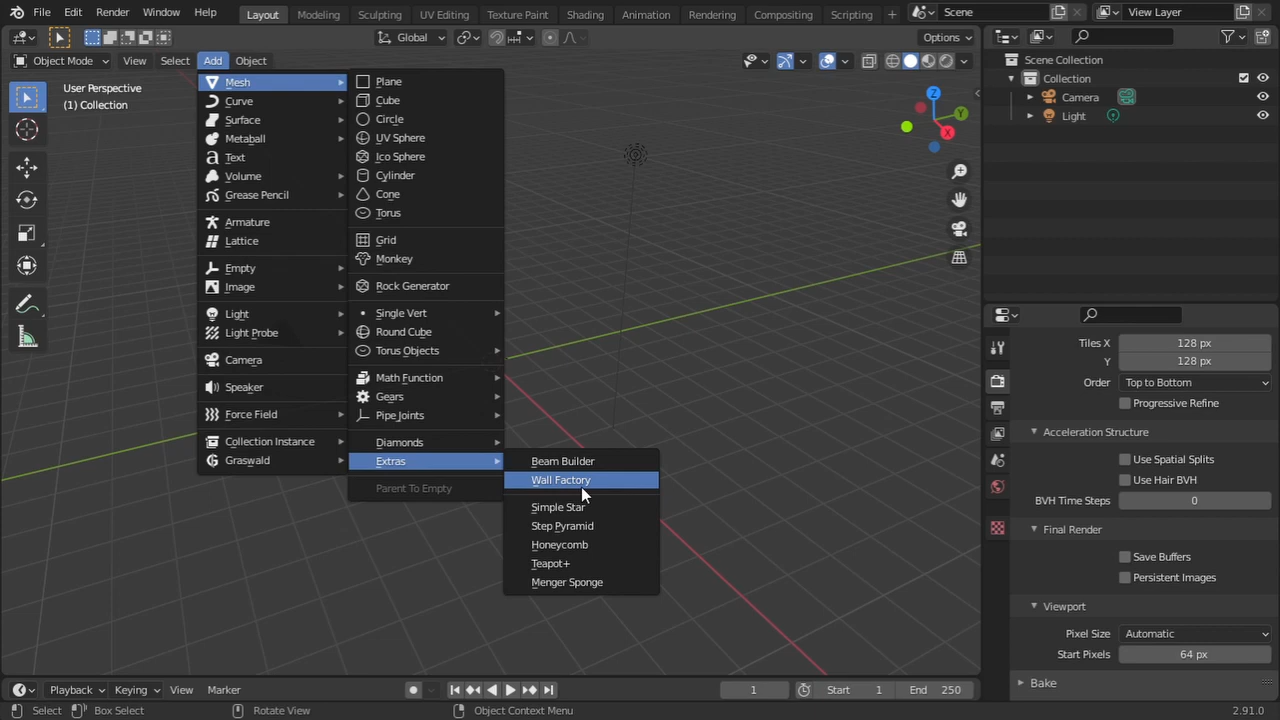 File Edit Render Window Help Layout Modeling Sculpting UV Editing Texture Paint Shading Animation Rendering Compositing Scripting + Scene View Layer
Global Options
Object Mode View Select Add Object
User Perspective
(1) Collection
Mesh
Curve
Surface
Metaball
Text
Volume
Grease Pencil
Armature
Lattice
Empty
Image
Light
Light Probe
Camera
Speaker
Force Field
Collection Instance
Graswald
Plane
Cube
Circle
UV Sphere
Ico Sphere
Cylinder
Cone
Torus
Grid
Monkey
Rock Generator
Single Vert
Round Cube
Torus Objects
Math Function
Gears
Pipe Joints
Diamonds
Extras
Parent To Empty
Beam Builder
Wall Factory
Simple Star
Step Pyramid
Honeycomb
Teapot+
Menger Sponge
Z
Y
X
Scene Collection
Collection
Camera
Light
Tiles X 128 px
Y 128 px
Order Top to Bottom
Progressive Refine
Acceleration Structure
Use Spatial Splits
Use Hair BVH
BVH Time Steps 0
Final Render
Save Buffers
Persistent Images
Viewport
Pixel Size Automatic
Start Pixels 64 px
Bake
Playback Keying View Marker 1 Start 1 End 250
Select Box Select Rotate View Object Context Menu 2.91.0